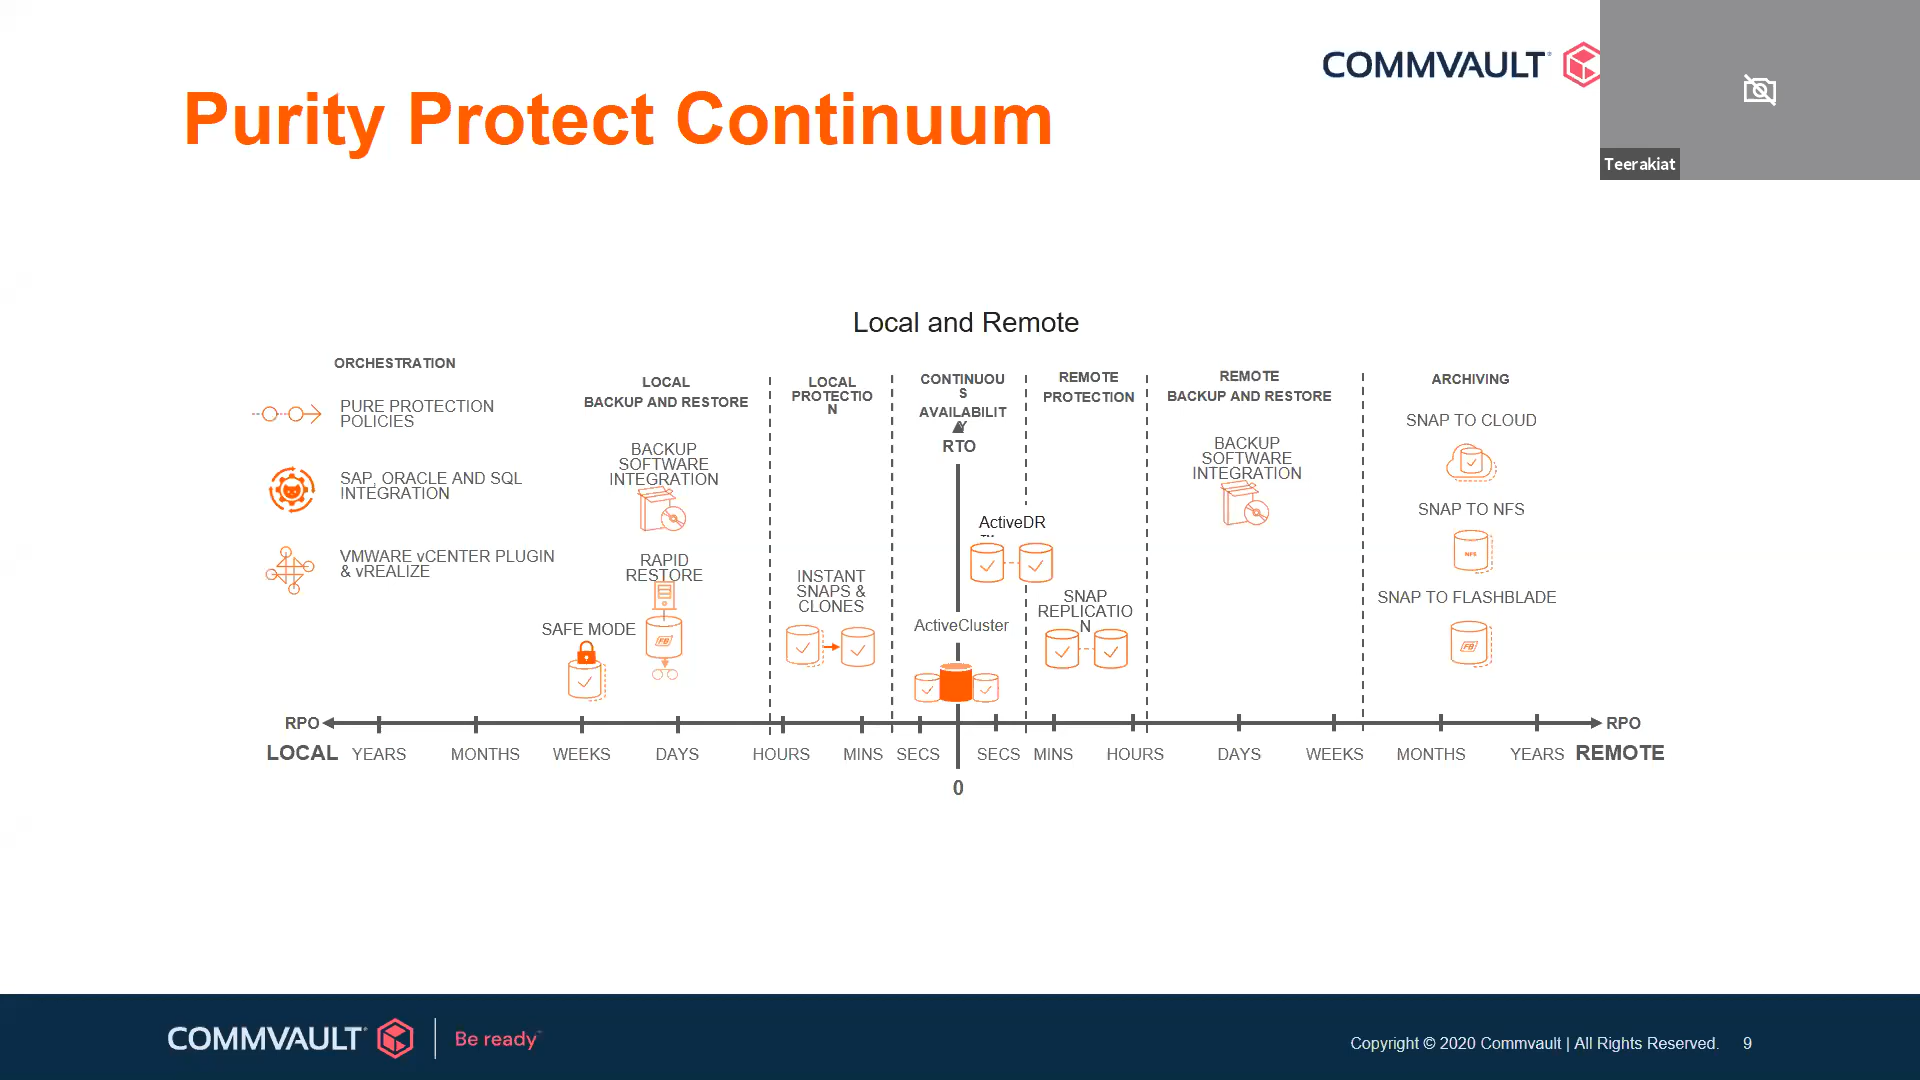 COMMVAULT
Teerakiat
Purity Protect Continuum
Local and Remote
ORCHESTRATION
PURE PROTECTION
POLICIES
SAP, ORACLE AND SQL
INTEGRATION
VMWARE vCENTER PLUGIN
& vREALIZE
LOCAL
BACKUP AND RESTORE
BACKUP
SOFTWARE
INTEGRATION
RAPID
RESTORE
FB
SAFE MODE
LOCAL
PROTECTIO
N
INSTANT
SNAPS &
CLONES
CONTINUOU
S
AVAILABILIT
Y
RTO
ActiveDR
™
ActiveCluster
REMOTE
PROTECTION
SNAP
REPLICATIO
N
REMOTE
BACKUP AND RESTORE
BACKUP
SOFTWARE
INTEGRATION
ARCHIVING
SNAP TO CLOUD
SNAP TO NFS
NFS
SNAP TO FLASHBLADE
FB
RPO
RPO
LOCAL YEARS MONTHS WEEKS DAYS HOURS MINS SECS SECS MINS HOURS DAYS WEEKS MONTHS YEARS REMOTE
0
COMMVAULT Be ready
Copyright © 2020 Commvault | All Rights Reserved. 9